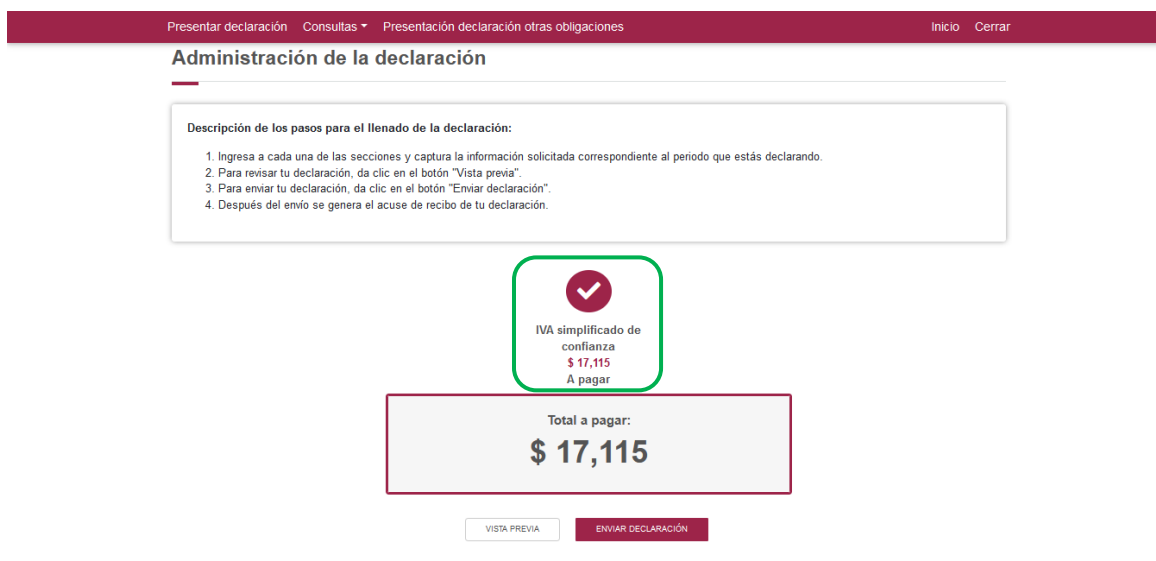 Presentar declaración Consultas Presentación declaración otras obligaciones Inicio Cerrar
Administración de la declaración
Descripción de los pasos para el llenado de la declaración:
1. Ingresa a cada una de las secciones y captura la información solicitada correspondiente al periodo que estás declarando.
2. Para revisar tu declaración, da clic en el botón "Vista previa".
3. Para enviar tu declaración, da clic en el botón "Enviar declaración".
4. Después del envío se genera el acuse de recibo de tu declaración.
IVA simplificado de
confianza
$ 17,115
A pagar
Total a pagar:
$ 17,115
VISTA PREVIA ENVIAR DECLARACIÓN